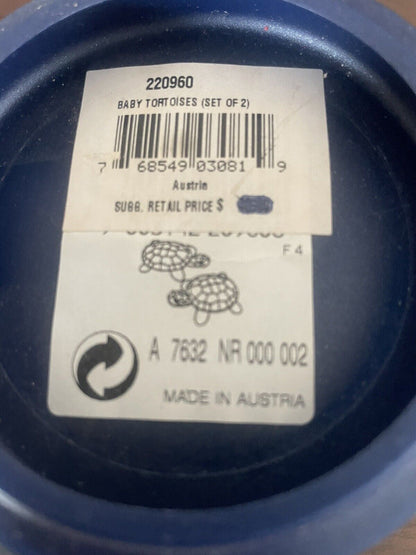 220960
BABY TORTOISES (SET OF 2)
7 68549 03081 9
Austria
SUGG. RETAIL PRICE $
F 4
A 7632 NR 000 002
MADE IN AUSTRIA